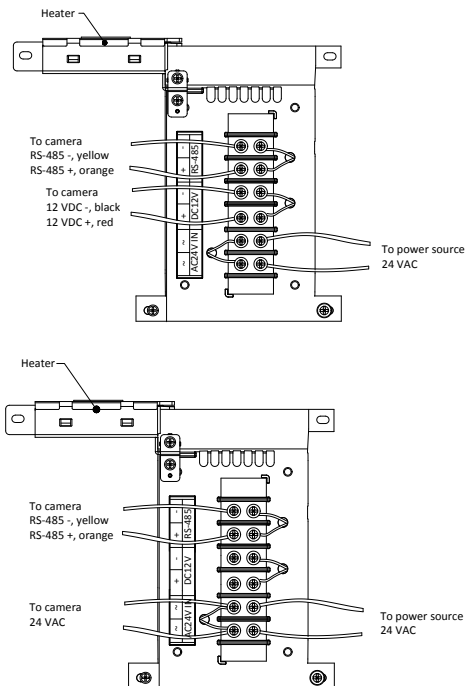 Heater
To camera
RS-485 -, yellow
RS-485 +, orange
To camera
12 VDC -, black
12 VDC +, red
- + RS-485
- + DC12V
~ ~ AC24V IN
To power source
24 VAC
Heater
To camera
RS-485 -, yellow
RS-485 +, orange
To camera
24 VAC
- + RS-485
- + DC12V
~ ~ AC24V IN
To power source
24 VAC